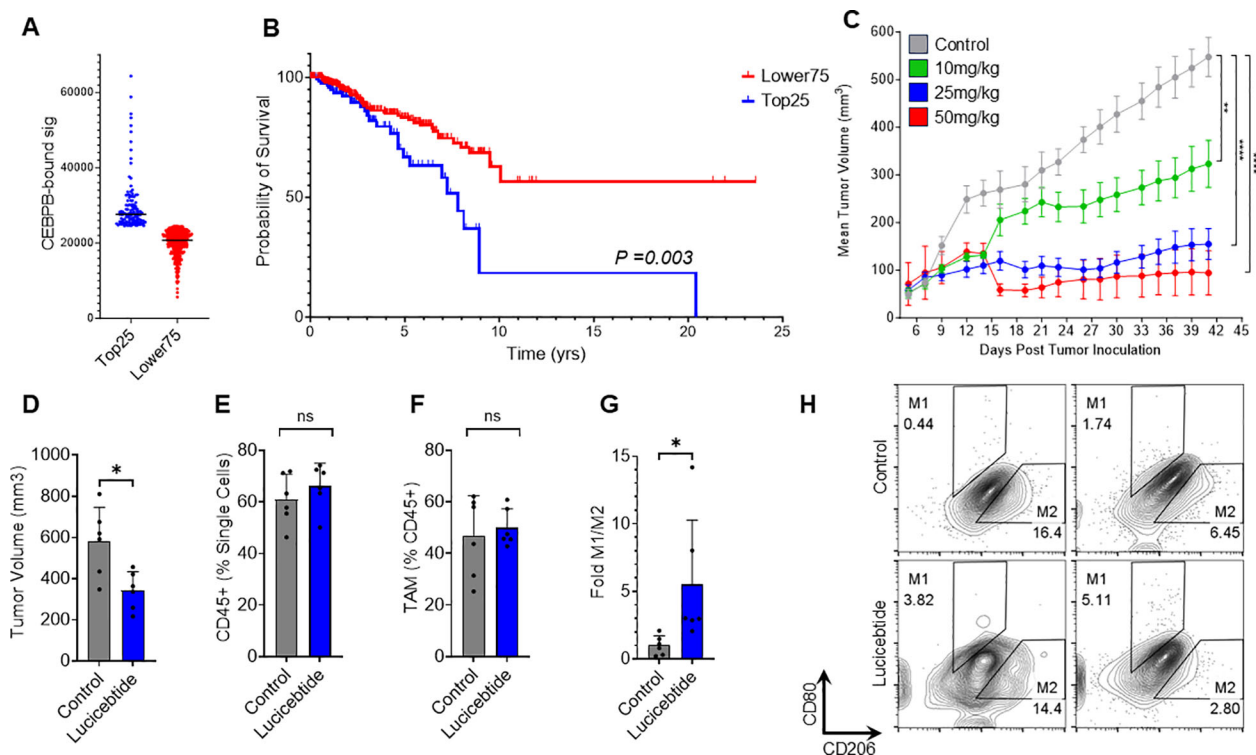 A
CEBPB-bound sig
60000
40000
20000
0
Top25
Lower75
B
Probability of Survival
100
50
0
Lower75
Top25
P =0.003
0 5 10 15 20 25
Time (yrs)
C
Mean Tumor Volume (mm³)
600
500
400
300
200
100
0
Control
10mg/kg
25mg/kg
50mg/kg
**
****
****
6 9 12 15 18 21 24 27 30 33 36 39 42 45
Days Post Tumor Inoculation
D
Tumor Volume (mm3)
1000
800
600
400
200
0
*
Control
Lucicebtide
E
CD45+ (% Single Cells)
80
60
40
20
0
ns
Control
Lucicebtide
F
TAM (% CD45+)
80
60
40
20
0
ns
Control
Lucicebtide
G
Fold M1/M2
15
10
5
0
*
Control
Lucicebtide
H
Control
M1
0.44
M2
16.4
M1
1.74
M2
6.45
Lucicebtide
M1
3.82
M2
14.4
M1
5.11
M2
2.80
CD80
CD206